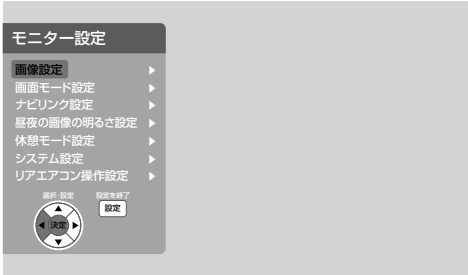 モニター設定
画像設定
画面モード設定
ナビリンク設定
昼夜の画像の明るさ設定
休憩モード設定
システム設定
リアエアコン操作設定
選択・設定 設定を終了
決定 設定